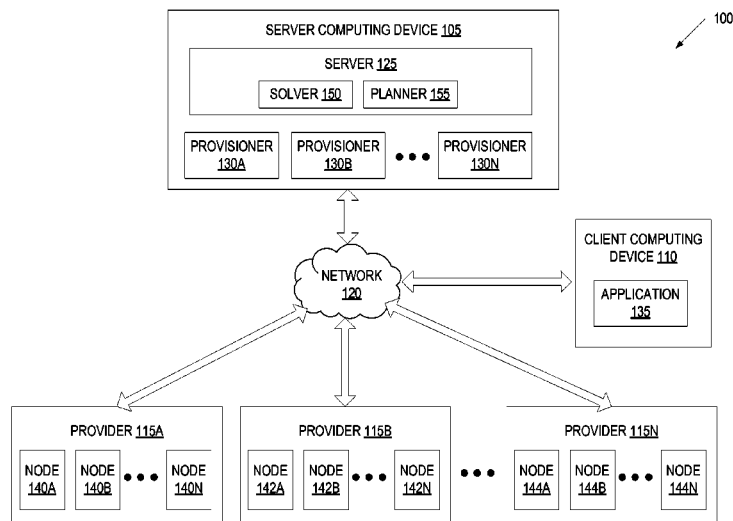 100
SERVER COMPUTING DEVICE 105
SERVER 125
SOLVER 150
PLANNER 155
PROVISIONER
130A
PROVISIONER
130B
PROVISIONER
130N
NETWORK
120
CLIENT COMPUTING
DEVICE 110
APPLICATION
135
PROVIDER 115A
NODE
140A
NODE
140B
NODE
140N
PROVIDER 115B
NODE
142A
NODE
142B
NODE
142N
PROVIDER 115N
NODE
144A
NODE
144B
NODE
144N